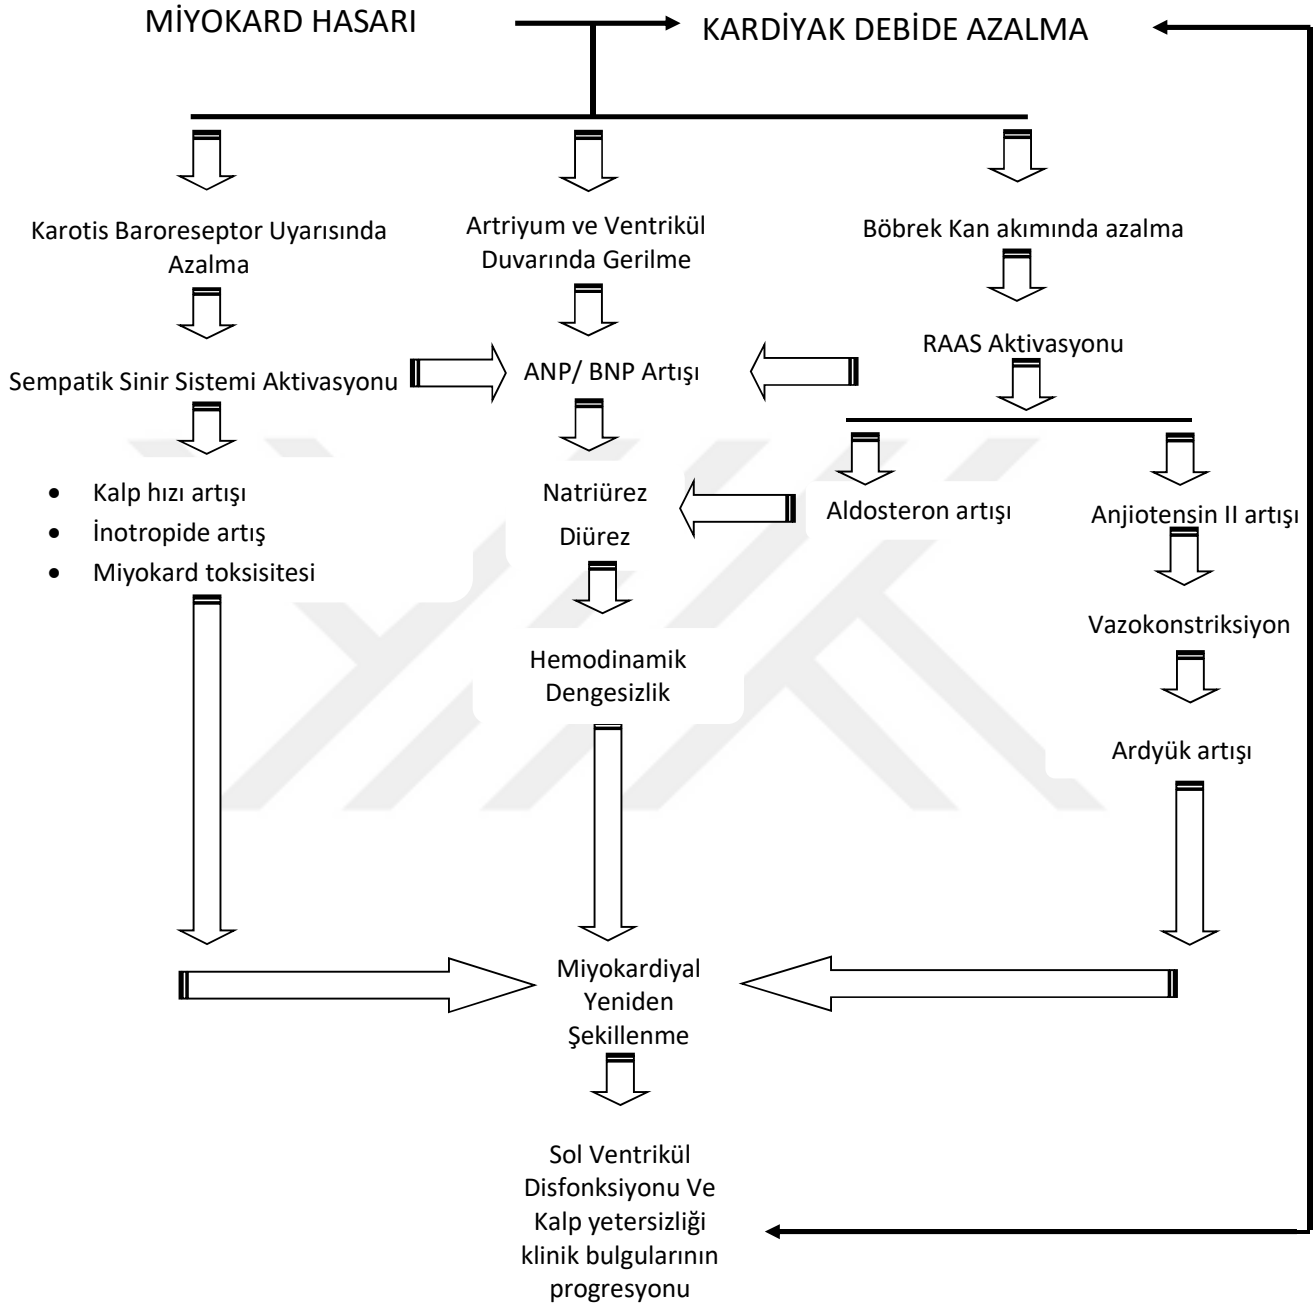 MİYOKARD HASARI
KARDİYAK DEBİDE AZALMA
Karotis Baroreseptor Uyarısında
Azalma
Artriyum ve Ventrikül
Duvarında Gerilme
Böbrek Kan akımında azalma
Sempatik Sinir Sistemi Aktivasyonu
ANP/ BNP Artışı
RAAS Aktivasyonu
• Kalp hızı artışı
• İnotropide artış
• Miyokard toksisitesi
Natriürez
Diürez
Aldosteron artışı
Anjiotensin II artışı
Vazokonstriksiyon
Hemodinamik
Dengesizlik
Ardyük artışı
Miyokardiyal
Yeniden
Şekillenme
Sol Ventrikül
Disfonksiyonu Ve
Kalp yetersizliği
klinik bulgularının
progresyonu